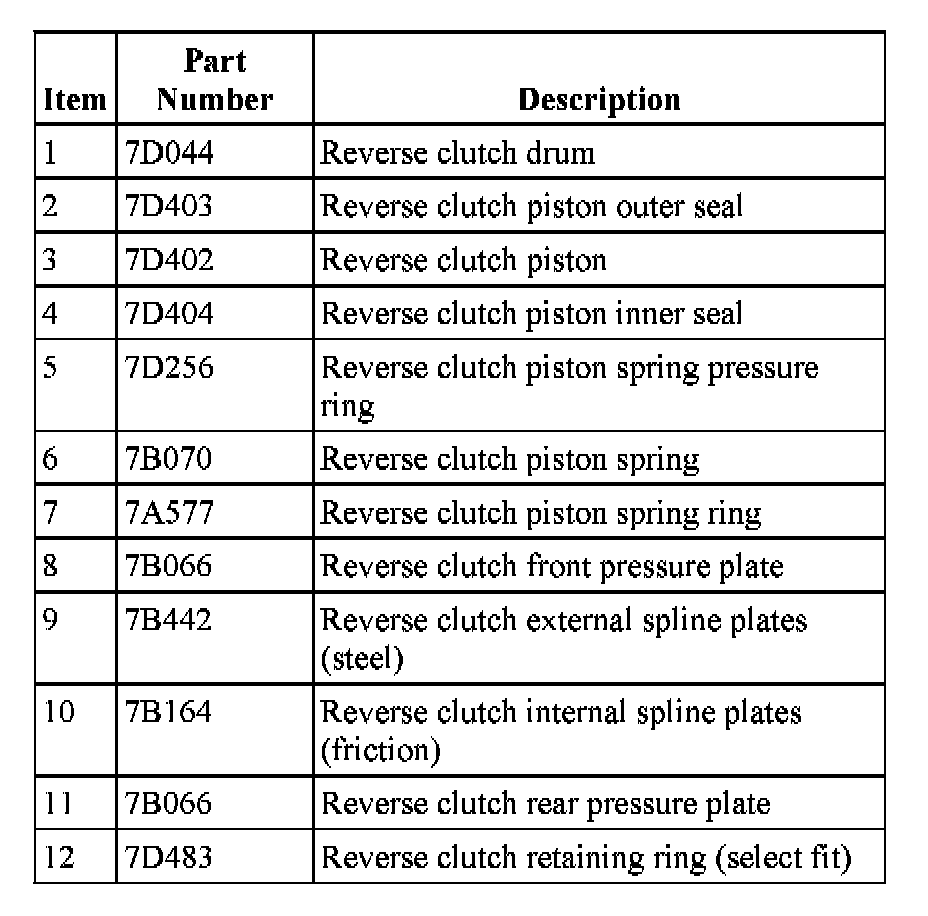 Item Part Number Description
1 7D044 Reverse clutch drum
2 7D403 Reverse clutch piston outer seal
3 7D402 Reverse clutch piston
4 7D404 Reverse clutch piston inner seal
5 7D256 Reverse clutch piston spring pressure
ring
6 7B070 Reverse clutch piston spring
7 7A577 Reverse clutch piston spring ring
8 7B066 Reverse clutch front pressure plate
9 7B442 Reverse clutch external spline plates
(steel)
10 7B164 Reverse clutch internal spline plates
(friction)
11 7B066 Reverse clutch rear pressure plate
12 7D483 Reverse clutch retaining ring (select fit)